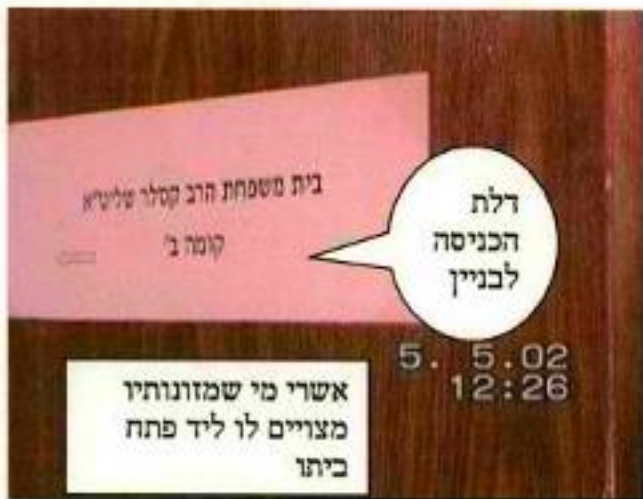 בית משפחת הרב קסלר שליט"א
קומה ב'
דלת
הכניסה
לבניין
5. 5.02
12:26
אשרי מי שמזונותיו
מצויים לו ליד פתח
ביתו